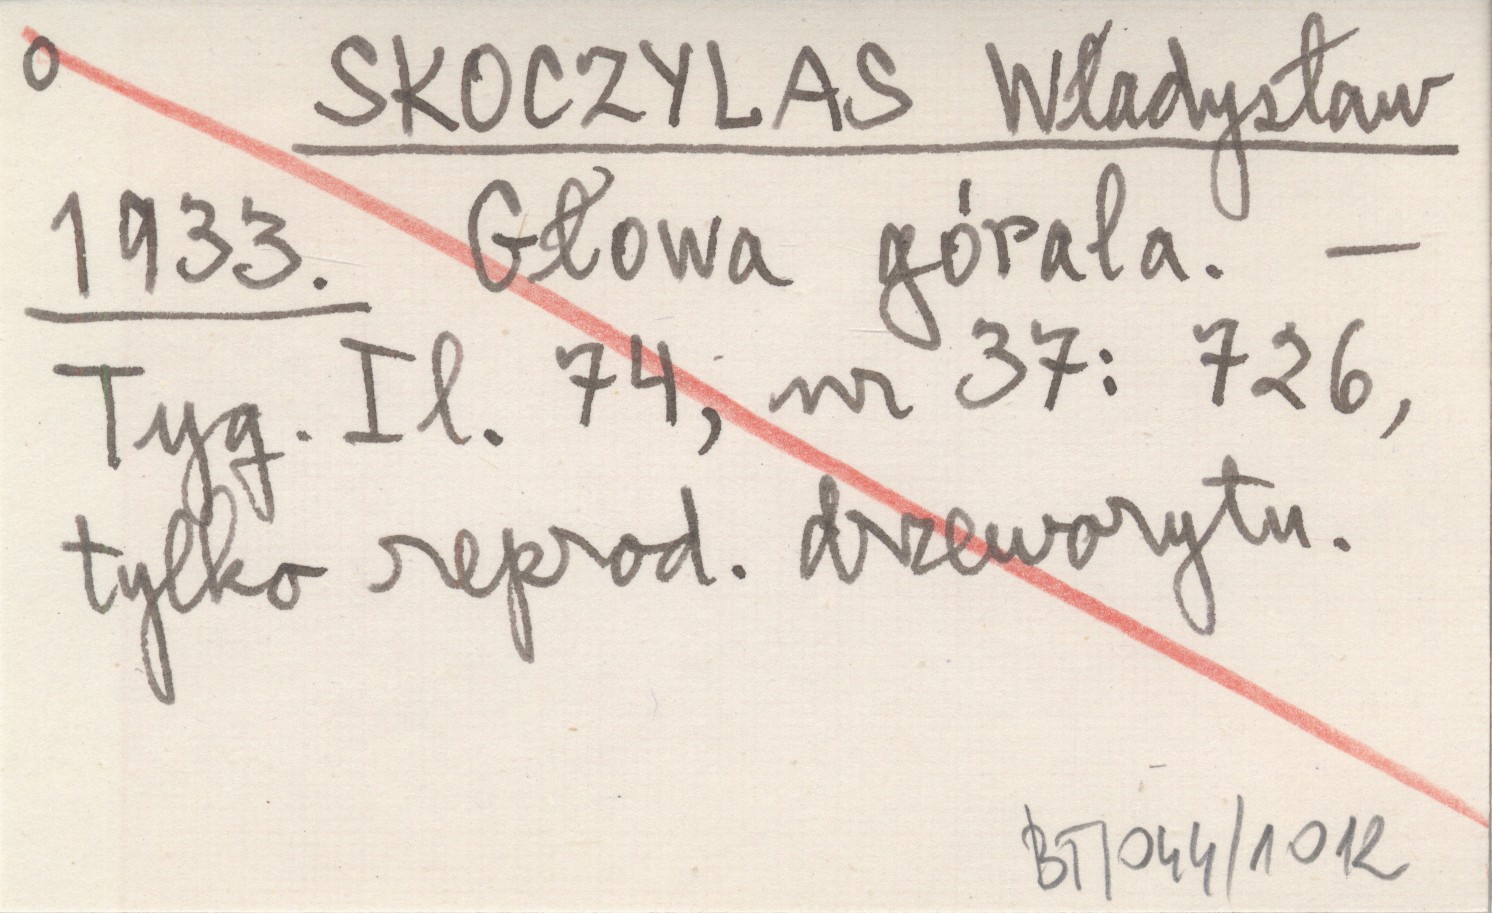 o SKOCZYLAS Władysław
1933. Głowa górala. —
Tyg. Il. 74, nr 37: 726,
tylko reprod. drzeworytu.
BT/044/1012